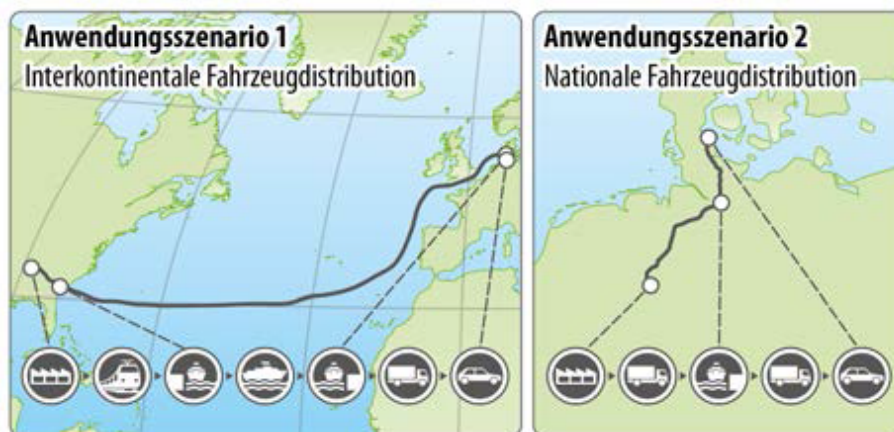 Anwendungsszenario 1
Interkontinentale Fahrzeugdistribution
Anwendungsszenario 2
Nationale Fahrzeugdistribution